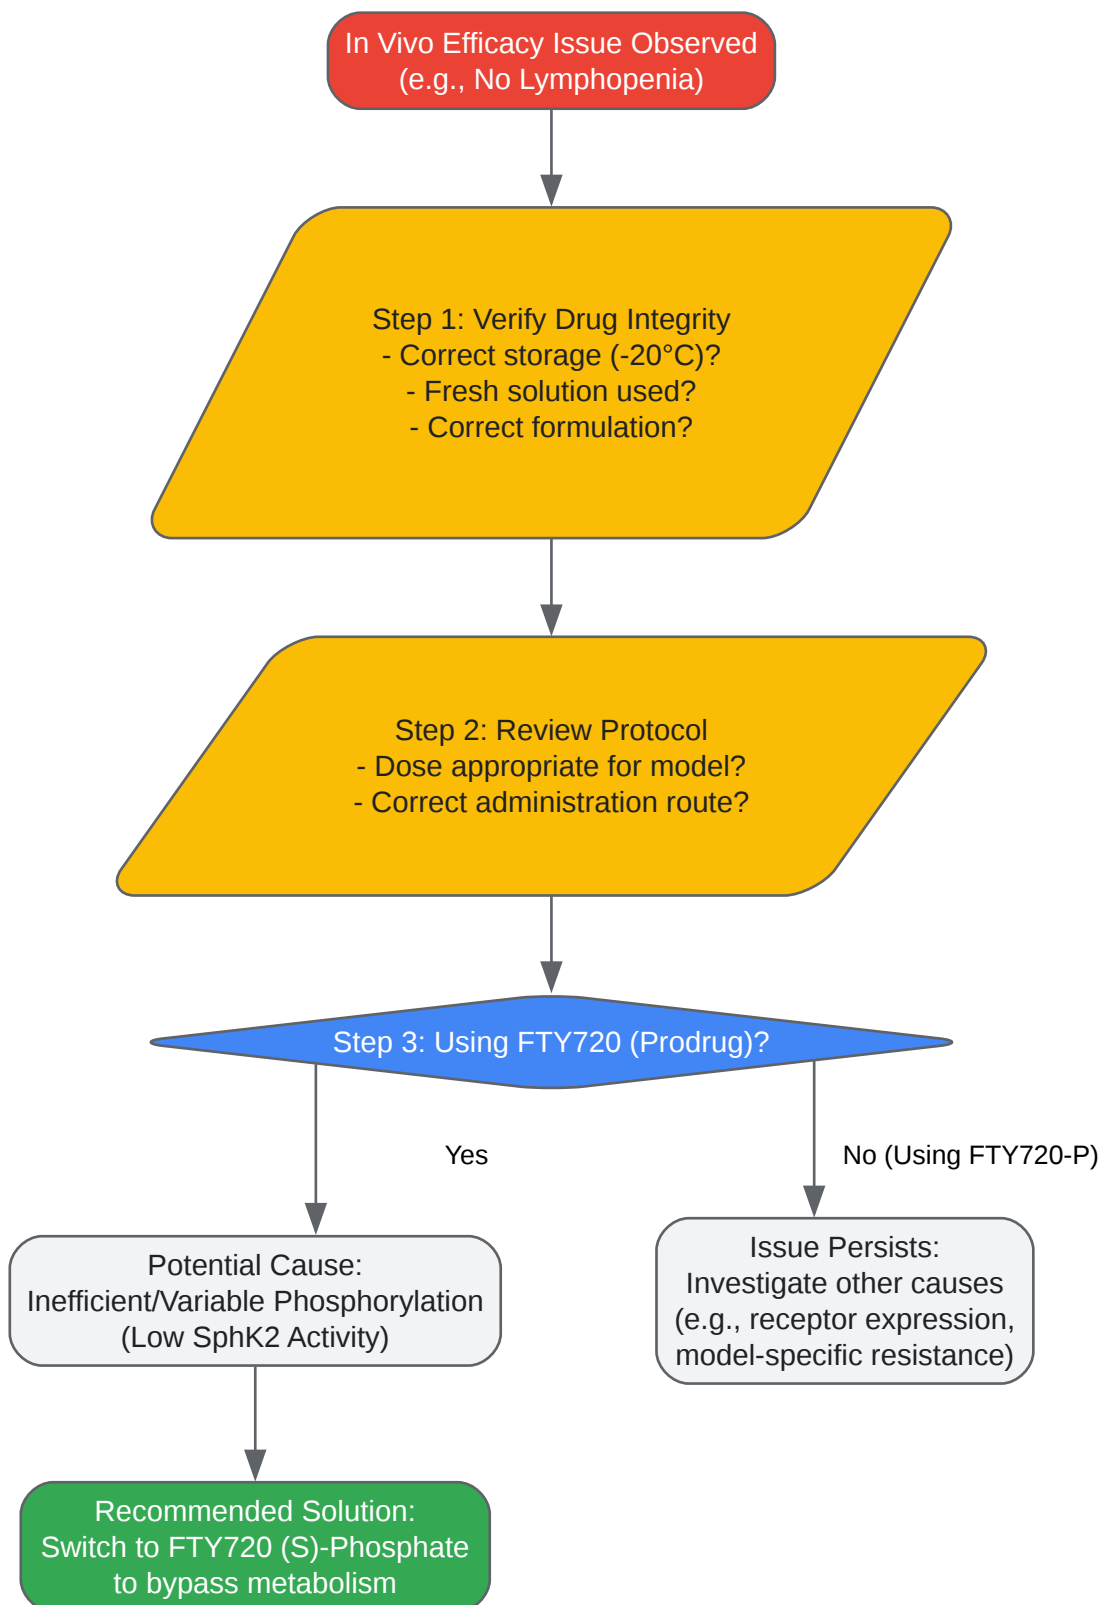 In Vivo Efficacy Issue Observed
(e.g., No Lymphopenia)
Step 1: Verify Drug Integrity
- Correct storage (-20°C)?
- Fresh solution used?
- Correct formulation?
Step 2: Review Protocol
- Dose appropriate for model?
- Correct administration route?
Step 3: Using FTY720 (Prodrug)?
Yes
No (Using FTY720-P)
Potential Cause:
Inefficient/Variable Phosphorylation
(Low SphK2 Activity)
Issue Persists:
Investigate other causes
(e.g., receptor expression,
model-specific resistance)
Recommended Solution:
Switch to FTY720 (S)-Phosphate
to bypass metabolism